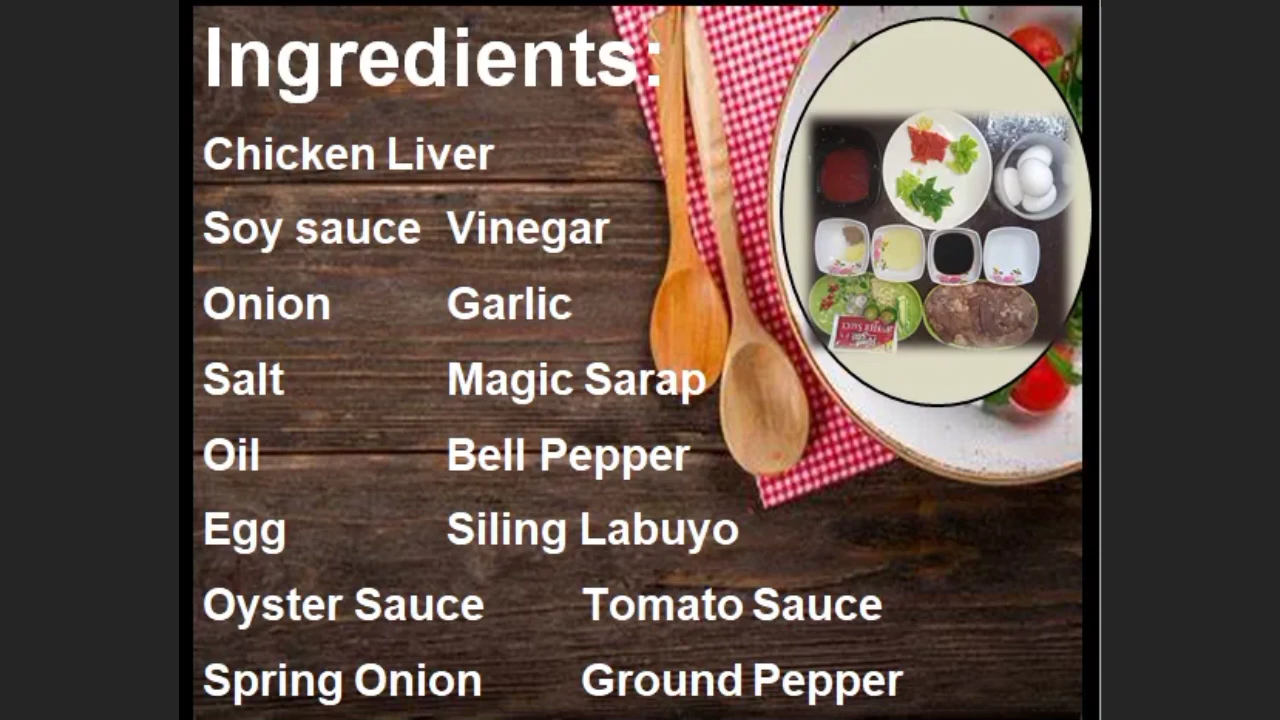 Ingredients:
Chicken Liver
Soy sauce Vinegar
Onion Garlic
Salt Magic Sarap
Oil Bell Pepper
Egg Siling Labuyo
Oyster Sauce Tomato Sauce
Spring Onion Ground Pepper